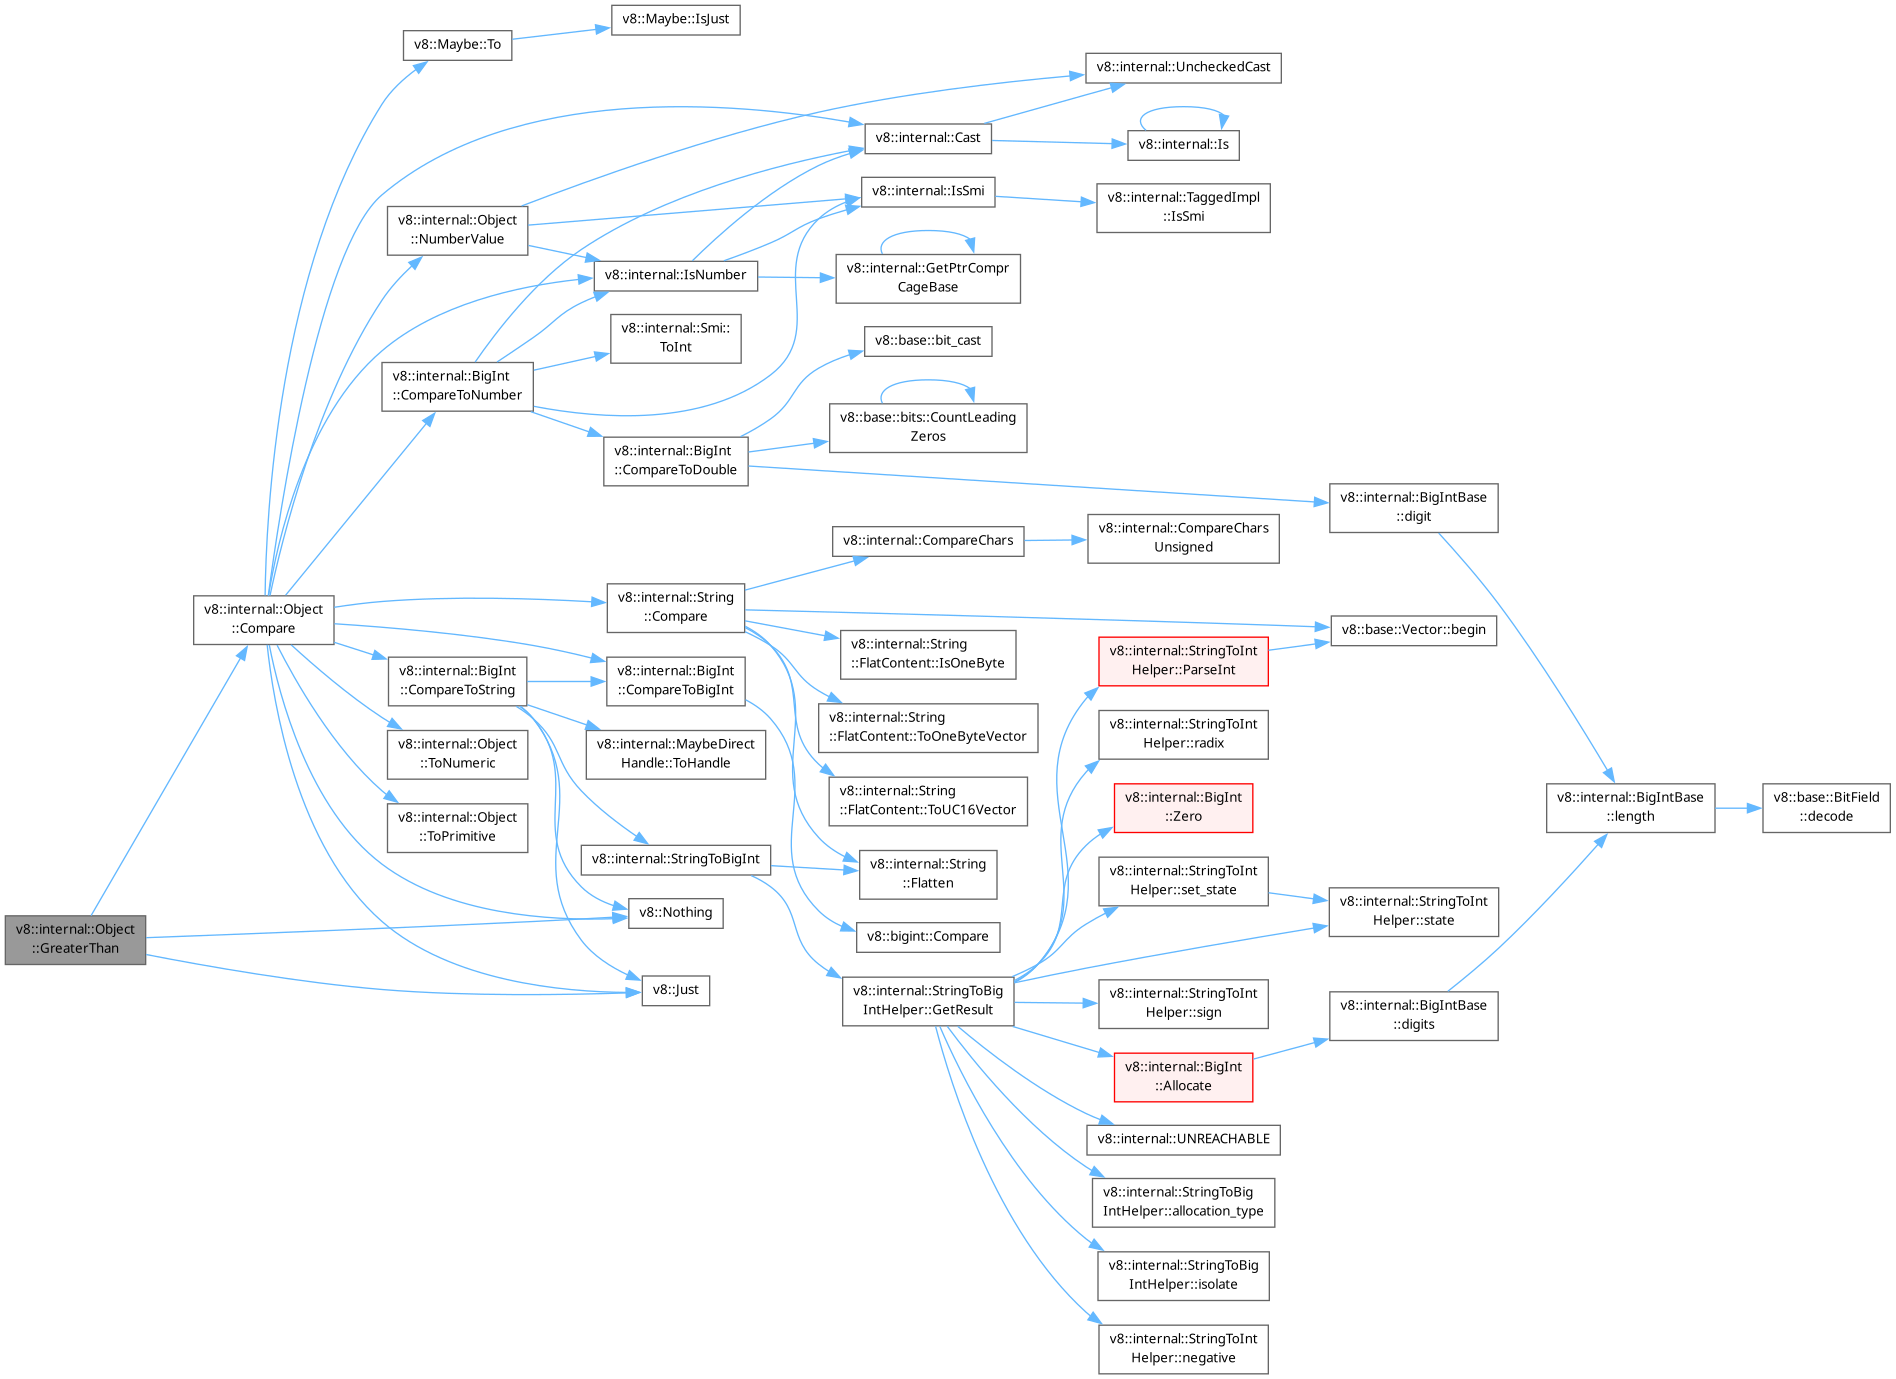 v8::Maybe::IsJust
v8::Maybe::To
v8::internal::UncheckedCast
v8::internal::Cast
v8::internal::Is
v8::internal::IsSmi
v8::internal::TaggedImpl
::IsSmi
v8::internal::Object
::NumberValue
v8::internal::IsNumber
v8::internal::GetPtrCompr
CageBase
v8::internal::Smi::
ToInt
v8::base::bit_cast
v8::internal::BigInt
::CompareToNumber
v8::base::bits::CountLeading
Zeros
v8::internal::BigInt
::CompareToDouble
v8::internal::BigIntBase
::digit
v8::internal::CompareChars
v8::internal::CompareChars
Unsigned
v8::internal::Object
::Compare
v8::internal::String
::Compare
v8::base::Vector::begin
v8::internal::String
::FlatContent::IsOneByte
v8::internal::StringToInt
Helper::ParseInt
v8::internal::BigInt
::CompareToString
v8::internal::BigInt
::CompareToBigInt
v8::internal::String
::FlatContent::ToOneByteVector
v8::internal::StringToInt
Helper::radix
v8::internal::Object
::ToNumeric
v8::internal::MaybeDirect
Handle::ToHandle
v8::internal::String
::FlatContent::ToUC16Vector
v8::internal::BigInt
::Zero
v8::internal::BigIntBase
::length
v8::base::BitField
::decode
v8::internal::Object
::ToPrimitive
v8::internal::StringToBigInt
v8::internal::String
::Flatten
v8::internal::StringToInt
Helper::set_state
v8::internal::StringToInt
Helper::state
v8::internal::Object
::GreaterThan
v8::Nothing
v8::bigint::Compare
v8::Just
v8::internal::StringToBig
IntHelper::GetResult
v8::internal::StringToInt
Helper::sign
v8::internal::BigIntBase
::digits
v8::internal::BigInt
::Allocate
v8::internal::UNREACHABLE
v8::internal::StringToBig
IntHelper::allocation_type
v8::internal::StringToBig
IntHelper::isolate
v8::internal::StringToInt
Helper::negative